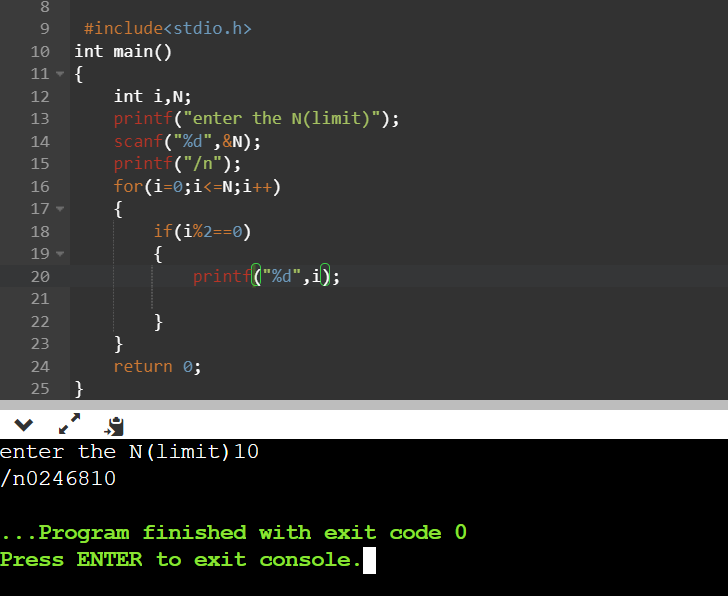 8
9 #include<stdio.h>
10 int main()
11 {
12 int i,N;
13 printf("enter the N(limit)");
14 scanf("%d",&N);
15 printf("/n");
16 for(i=0;i<=N;i++)
17 {
18 if(i%2==0)
19 {
20 printf("%d",i);
21
22 }
23 }
24 return 0;
25 }
enter the N(limit)10
/n0246810
...Program finished with exit code 0
Press ENTER to exit console.